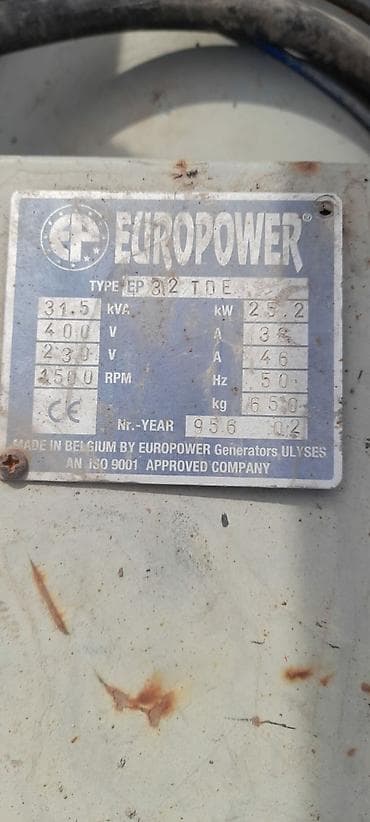 EP EUROPOWER®
TYPE EP 32 TDE
31.5 kVA kW 25.2
400 V A
230 V A 46
1500 RPM Hz 50
kg 650
CE Nr.-YEAR 956 02
MADE IN BELGIUM BY EUROPOWER Generators ULYSES
AN ISO 9001 APPROVED COMPANY